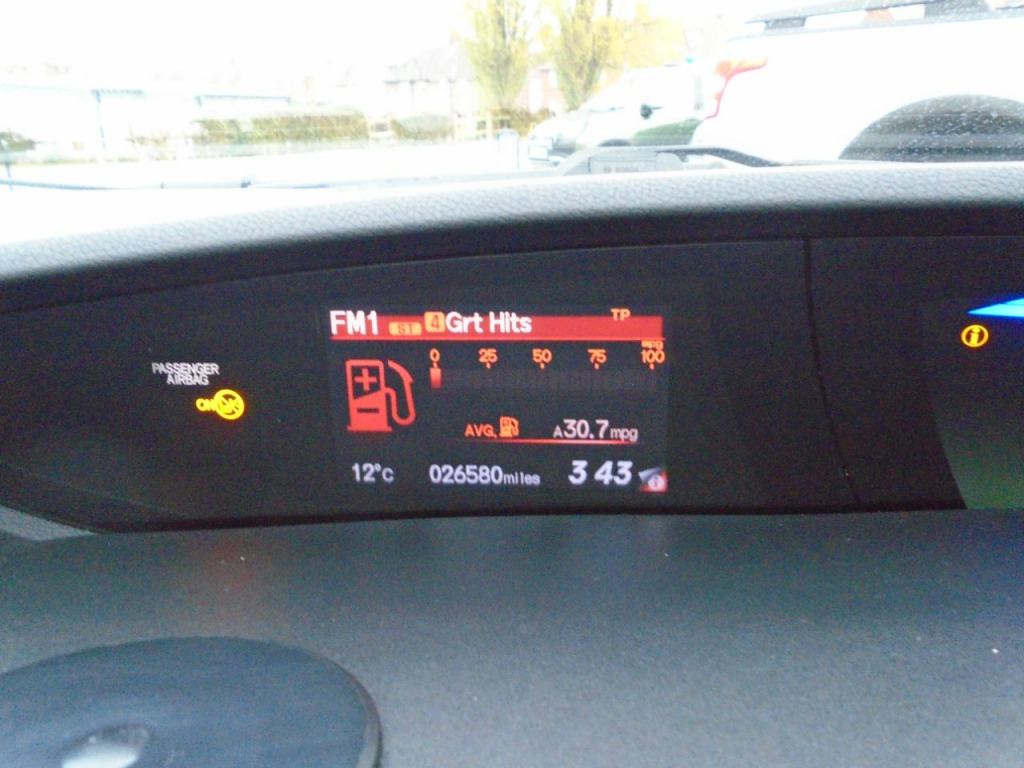 FM1 ST 4 Grt Hits TP
mpg
0 25 50 75 100
PASSENGER
AIRBAG
AVG. A30.7mpg
12°C 026580miles 3 43